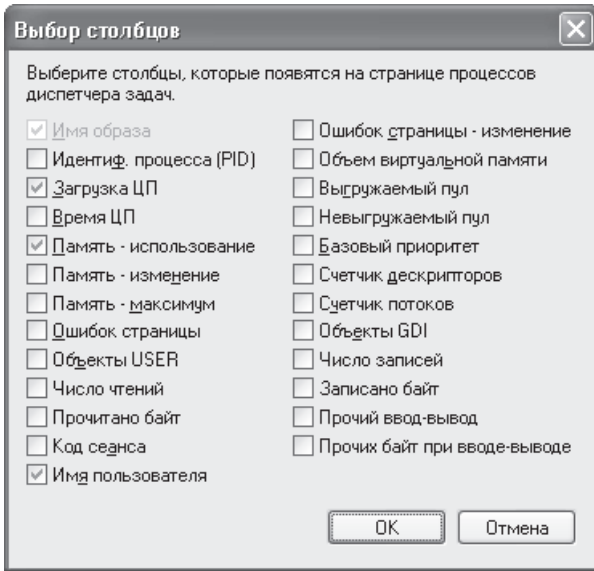 Выбор столбцов
Выберите столбцы, которые появятся на странице процессов
диспетчера задач.
Имя образа
Идентиф. процесса (PID)
Загрузка ЦП
Время ЦП
Память - использование
Память - изменение
Память - максимум
Ошибок страницы
Объекты USER
Число чтений
Прочитано байт
Код сеанса
Имя пользователя
Ошибок страницы - изменение
Объем виртуальной памяти
Выгружаемый пул
Невыгружаемый пул
Базовый приоритет
Счетчик дескрипторов
Счетчик потоков
Объекты GDI
Число записей
Записано байт
Прочий ввод-вывод
Прочих байт при вводе-выводе
OK
Отмена